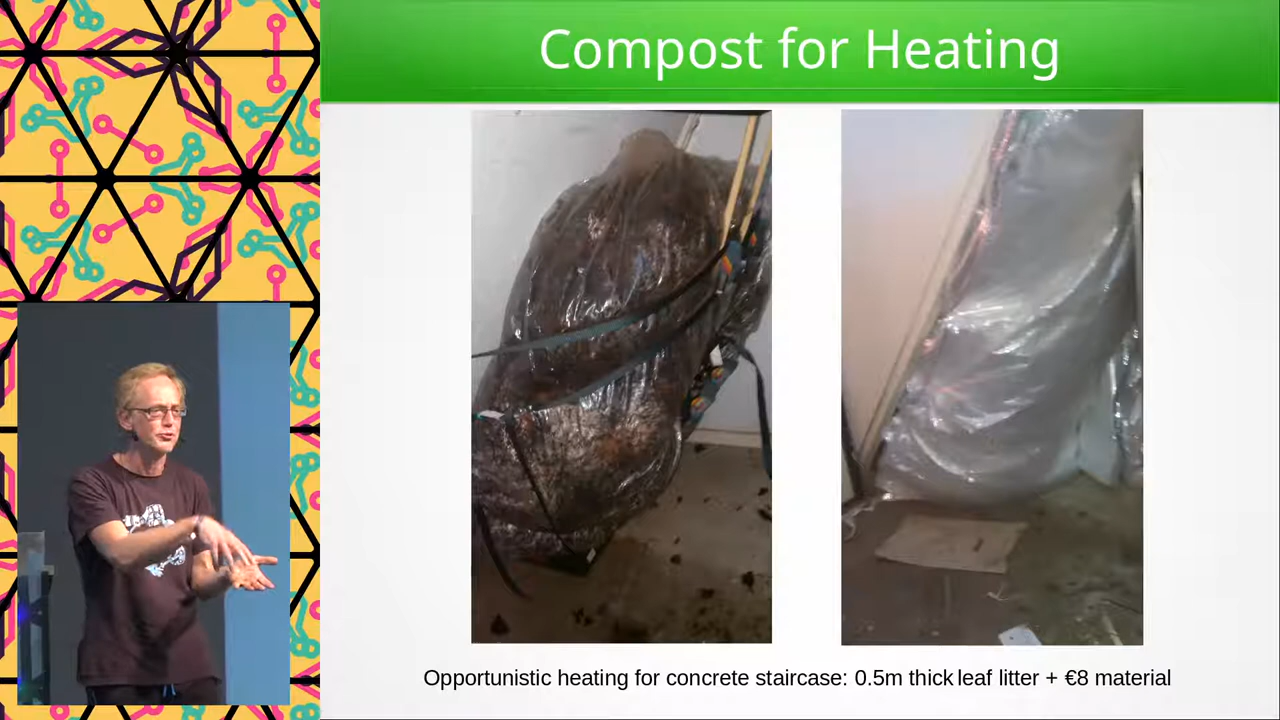 Compost for Heating
Opportunistic heating for concrete staircase: 0.5m thick leaf litter + €8 material